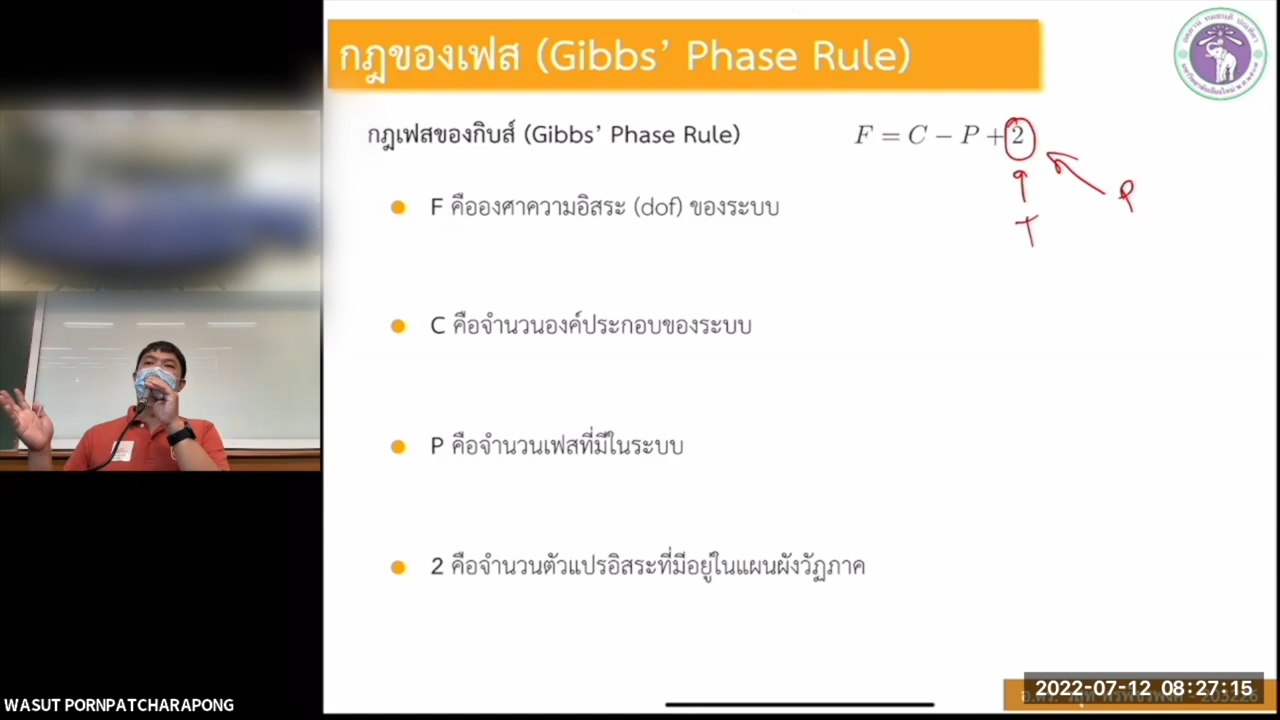 กฎของเฟส (Gibbs' Phase Rule)
กฎเฟสของกิบส์ (Gibbs' Phase Rule) F = C − P + 2
P
T
F คือองศาความอิสระ (dof) ของระบบ
C คือจำนวนองค์ประกอบของระบบ
P คือจำนวนเฟสที่มีในระบบ
2 คือจำนวนตัวแปรอิสระที่มีอยู่ในแผนผังวัฏภาค
2022-07-12 08:27:15
WASUT PORNPATCHARAPONG